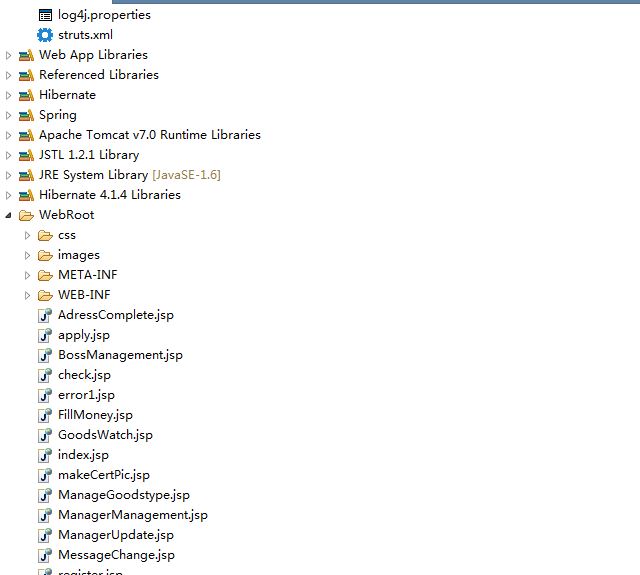 log4j.properties
struts.xml
Web App Libraries
Referenced Libraries
Hibernate
Spring
Apache Tomcat v7.0 Runtime Libraries
JSTL 1.2.1 Library
JRE System Library [JavaSE-1.6]
Hibernate 4.1.4 Libraries
WebRoot
css
images
META-INF
WEB-INF
AdressComplete.jsp
apply.jsp
BossManagement.jsp
check.jsp
error1.jsp
FillMoney.jsp
GoodsWatch.jsp
index.jsp
makeCertPic.jsp
ManageGoodstype.jsp
ManagerManagement.jsp
ManagerUpdate.jsp
MessageChange.jsp
register.jsp